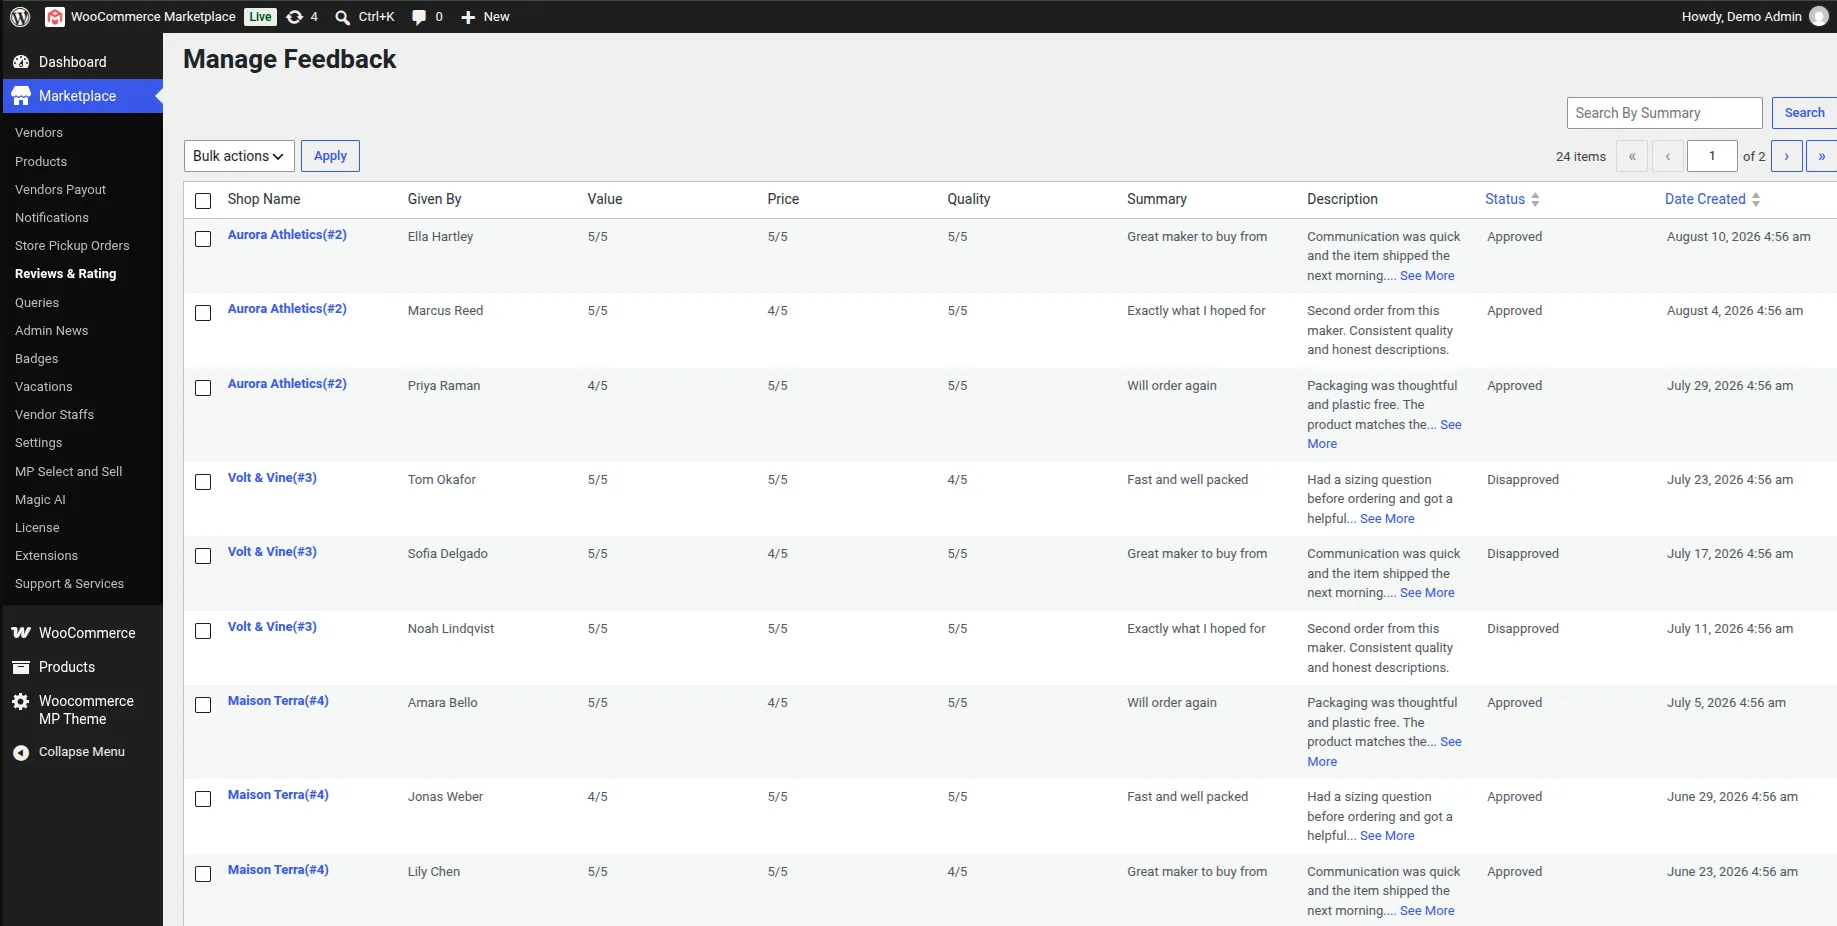 WooCommerce Marketplace Live 4 Ctrl+K 0 New Howdy, Demo Admin
Dashboard
Marketplace
Vendors
Products
Vendors Payout
Notifications
Store Pickup Orders
Reviews & Rating
Queries
Admin News
Badges
Vacations
Vendor Staffs
Settings
MP Select and Sell
Magic AI
License
Extensions
Support & Services
WooCommerce
Products
Woocommerce
MP Theme
Collapse Menu
Manage Feedback
Search By Summary Search
Bulk actions Apply 24 items « ‹ 1 of 2 › »
Shop Name Given By Value Price Quality Summary Description Status Date Created
Aurora Athletics(#2) Ella Hartley 5/5 5/5 5/5 Great maker to buy from Communication was quick Approved August 10, 2026 4:56 am
and the item shipped the
next morning.... See More
Aurora Athletics(#2) Marcus Reed 5/5 4/5 5/5 Exactly what I hoped for Second order from this Approved August 4, 2026 4:56 am
maker. Consistent quality
and honest descriptions.
Aurora Athletics(#2) Priya Raman 4/5 5/5 5/5 Will order again Packaging was thoughtful Approved July 29, 2026 4:56 am
and plastic free. The
product matches the... See
More
Volt & Vine(#3) Tom Okafor 5/5 5/5 4/5 Fast and well packed Had a sizing question Disapproved July 23, 2026 4:56 am
before ordering and got a
helpful... See More
Volt & Vine(#3) Sofia Delgado 5/5 4/5 5/5 Great maker to buy from Communication was quick Disapproved July 17, 2026 4:56 am
and the item shipped the
next morning.... See More
Volt & Vine(#3) Noah Lindqvist 5/5 5/5 5/5 Exactly what I hoped for Second order from this Disapproved July 11, 2026 4:56 am
maker. Consistent quality
and honest descriptions.
Maison Terra(#4) Amara Bello 5/5 4/5 5/5 Will order again Packaging was thoughtful Approved July 5, 2026 4:56 am
and plastic free. The
product matches the... See
More
Maison Terra(#4) Jonas Weber 4/5 5/5 5/5 Fast and well packed Had a sizing question Approved June 29, 2026 4:56 am
before ordering and got a
helpful... See More
Maison Terra(#4) Lily Chen 5/5 5/5 4/5 Great maker to buy from Communication was quick Approved June 23, 2026 4:56 am
and the item shipped the
next morning.... See More